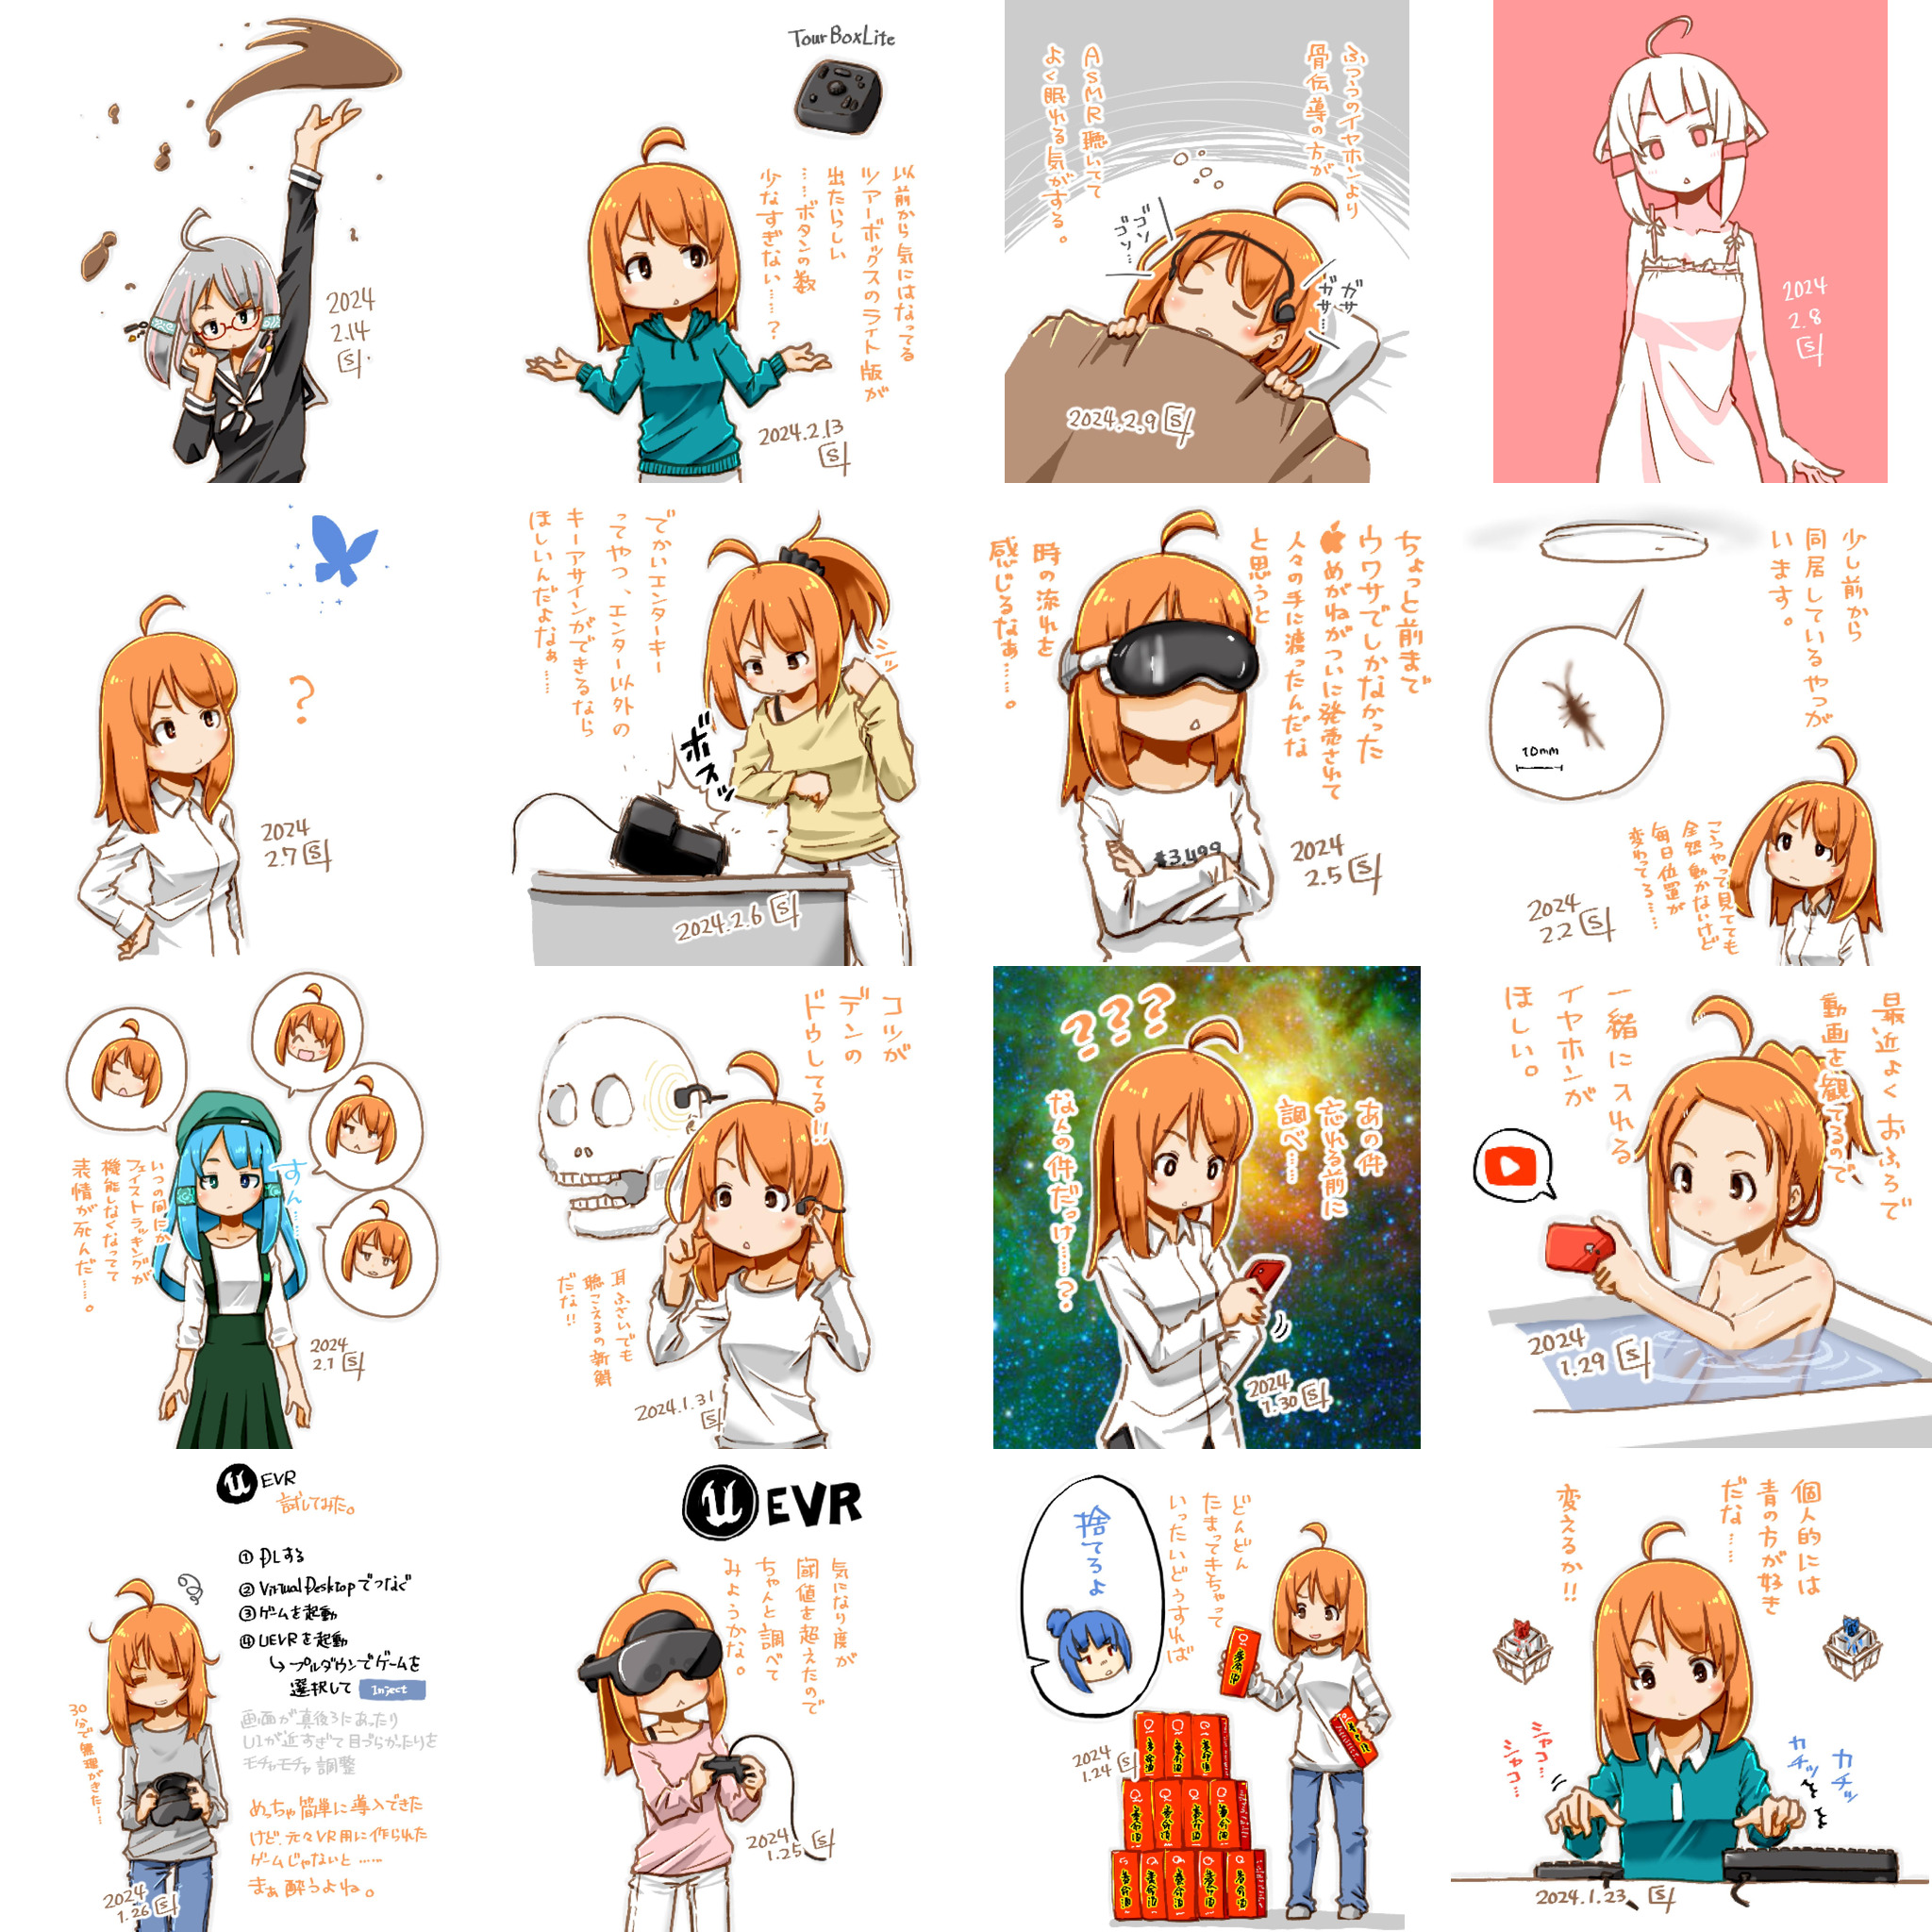 2024
2.14
TourBoxLite
以前から気にはなってる
ツアーボックスのライト版が
出たらしい
……ボタンの数
少なすぎない……?
2024.2.13
ふつうのイヤホンより
骨伝導の方が
ASMR聴いてて
よく眠れる気がする。
ゴソ
ゴソ…
ガサ
ガサ…
2024.2.9
2024
2.8
?
2024
2.7
でかいエンターキー
ってやつ、エンター以外の
キーアサインができるなら
ほしいんだよなぁ……
ボスッ
2024.2.6
ちょっと前まで
ウワサでしかなかった
めがねがついに発売されて
人々の手に渡ったんだな
と思うと
時の流れを
感じるなぁ……。
$3,499
2024
2.5
少し前から
同居しているやつが
います。
10mm
こうやって見てても
全然動かないけど
毎日位置が
変わってる……
2024
2.2
すん……
いつの間にか
フェイストラッキングが
機能しなくなってて
表情が死んだ……。
2024
2.1
コツが
デンの
ドウしてる!!
R
耳ふさいでも
聴こえるの新鮮
だな!!
2024.1.31
???
あの件
忘れる前に
調べ……
なんの件だっけ……?
2024
1.30
最近よくおふろで
動画を観てるので、
一緒に入れる
イヤホンが
ほしい。
2024
1.29
EVR
試してみた。
① DLする
② Virtual Desktopでつなぐ
③ ゲームを起動
④ UEVRを起動
↳ プルダウンでゲームを
選択して Inject
画面が真後ろにあったり
UIが近すぎて目づらかったりを
モチャモチャ調整
30分で無理がきた!…
めっちゃ簡単に導入できた
けど、元々VR用に作られた
ゲームじゃないと……
まぁ酔うよね。
2024
1.26
EVR
気になり度が
閾値を超えたので
ちゃんと調べて
みようかな。
2024
1.25
どんどん
たまってきちゃって
いったいどうすれば
捨てろよ
2024
1.24
個人的には
青の方が好き
だな……
変えるか!!
シャコ…
シャコ…
カチッ
カチッ
2024.1.23